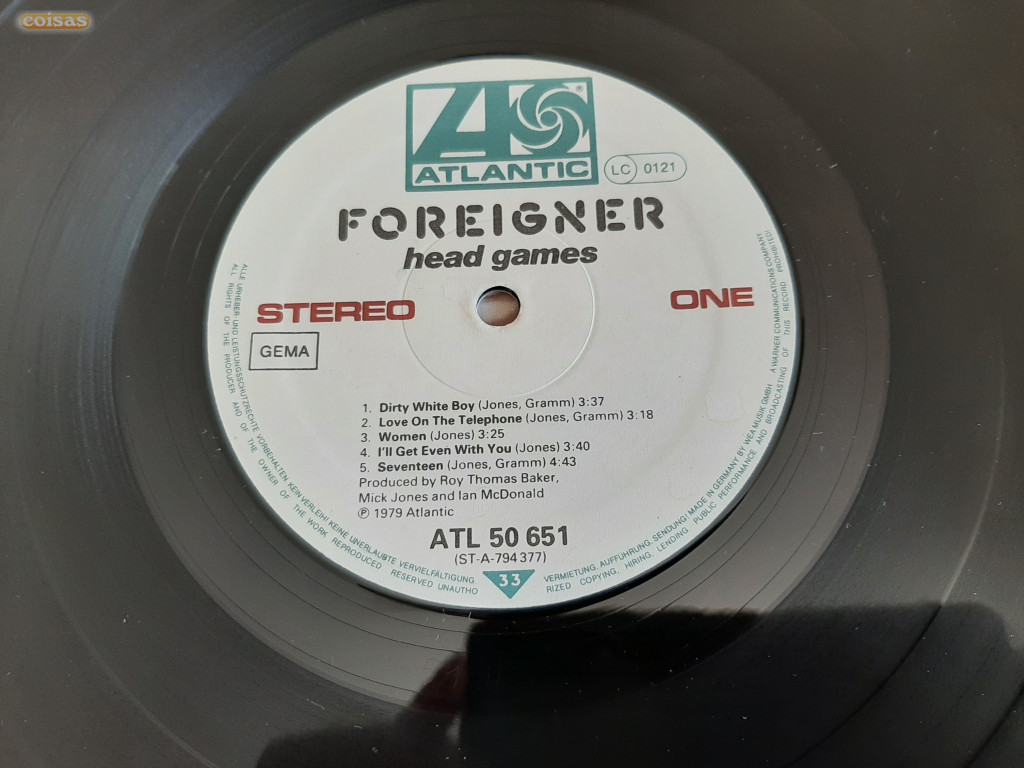 coisas
ATLANTIC
®
LC 0121
FOREIGNER
head games
STEREO
ONE
GEMA
1. Dirty White Boy (Jones, Gramm) 3:37
2. Love On The Telephone (Jones, Gramm) 3:18
3. Women (Jones) 3:25
4. I'll Get Even With You (Jones) 3:40
5. Seventeen (Jones, Gramm) 4:43
Produced by Roy Thomas Baker,
Mick Jones and Ian McDonald
℗ 1979 Atlantic
ATL 50 651
(ST-A-794 377)
33
ALLE URHEBER- UND LEISTUNGSSCHUTZRECHTE VORBEHALTEN KEIN VERLEIH! KEINE UNERLAUBTE VERVIELFÄLTIGUNG, VERMIETUNG, AUFFÜHRUNG, SENDUNG! MADE IN GERMANY BY WEA MUSIK GMBH A WARNER COMMUNICATIONS COMPANY
ALL RIGHTS OF THE PRODUCER AND OF THE OWNER OF THE WORK REPRODUCED RESERVED UNAUTHORIZED COPYING, HIRING, LENDING PUBLIC PERFORMANCE AND BROADCASTING OF THIS RECORD PROHIBITED!